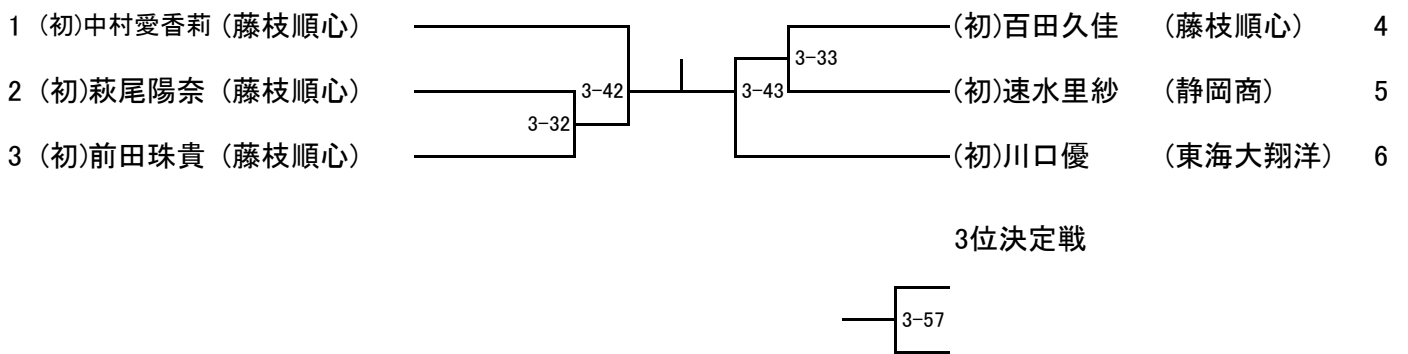 1 (初)中村愛香莉 (藤枝順心) (初)百田久佳 (藤枝順心) 4
3-33
2 (初)萩尾陽奈 (藤枝順心) 3-42 3-43 (初)速水里紗 (静岡商) 5
3-32
3 (初)前田珠貴 (藤枝順心) (初)川口優 (東海大翔洋) 6
3位決定戦
3-57